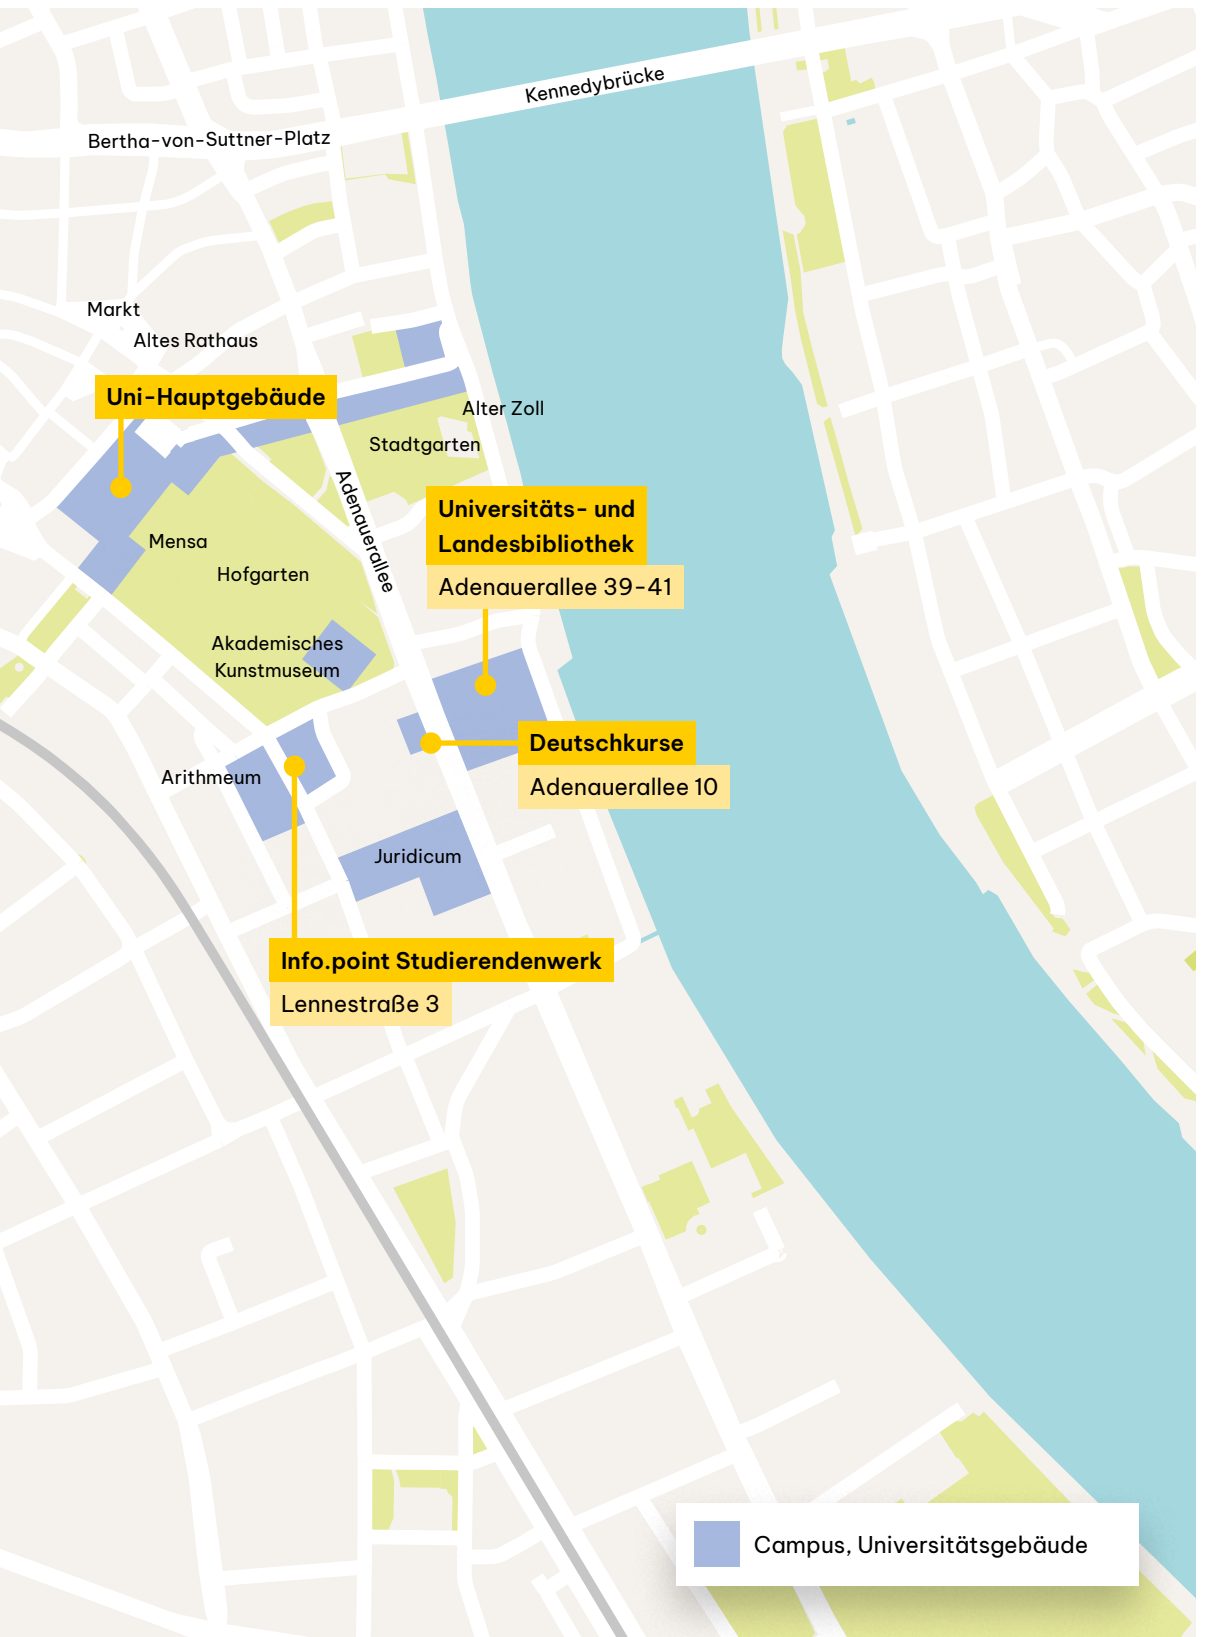 Kennedybrücke
Bertha-von-Suttner-Platz
Markt
Altes Rathaus
Uni-Hauptgebäude
Alter Zoll
Stadtgarten
Adenauerallee
Universitäts- und
Landesbibliothek
Adenauerallee 39-41
Mensa
Hofgarten
Akademisches
Kunstmuseum
Deutschkurse
Adenauerallee 10
Arithmeum
Juridicum
Info.point Studierendenwerk
Lennestraße 3
Campus, Universitätsgebäude